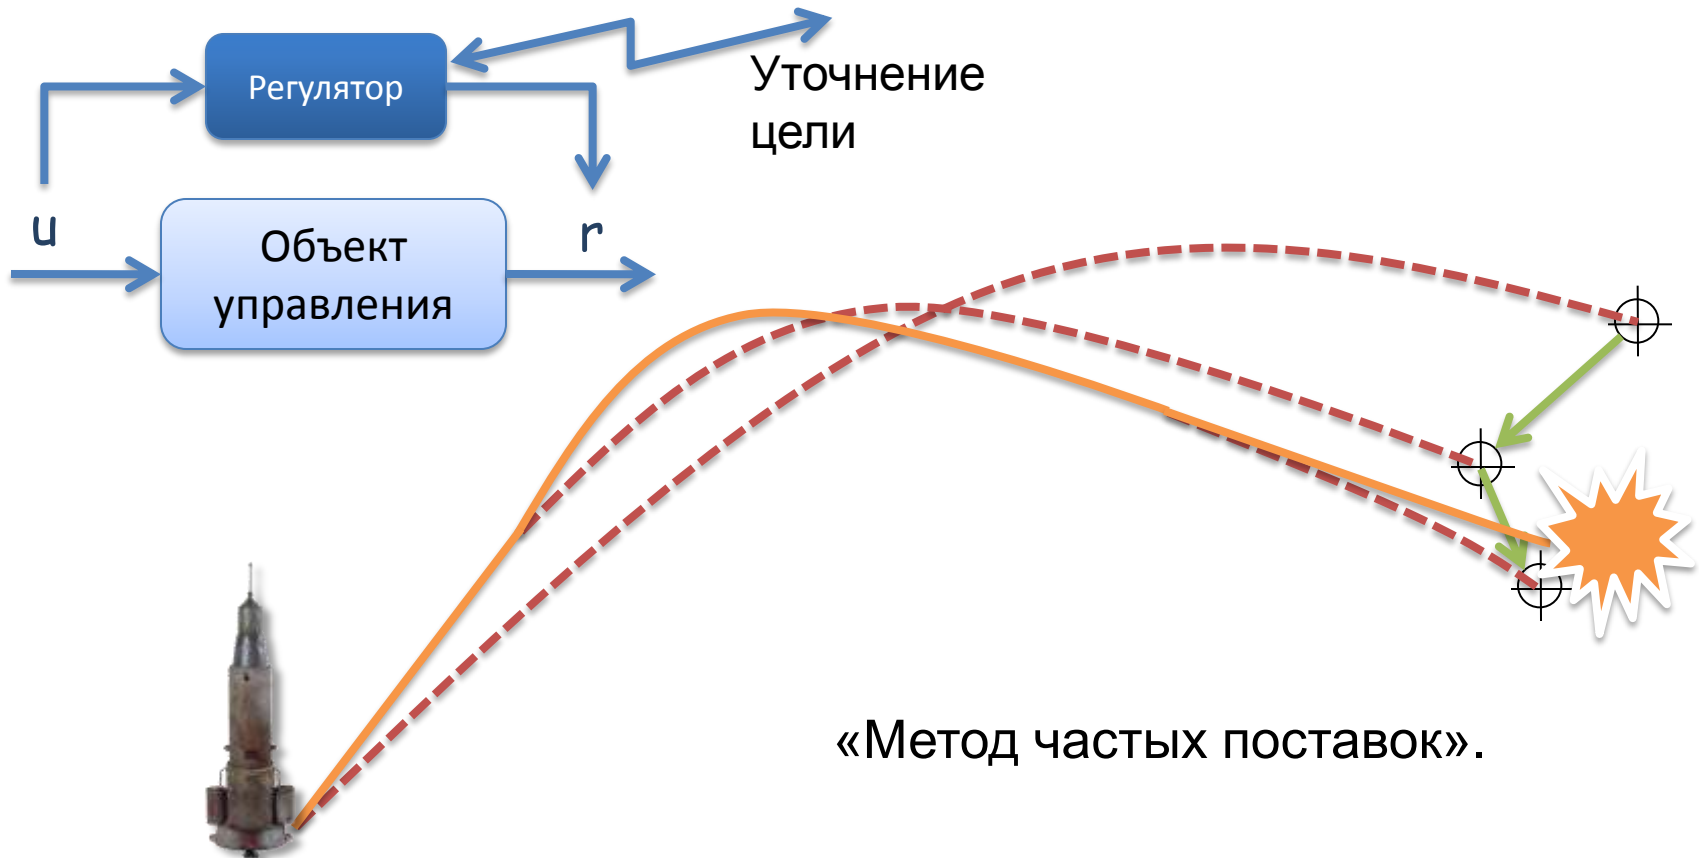 Регулятор
Уточнение
цели
u
Объект
управления
r
«Метод частых поставок».